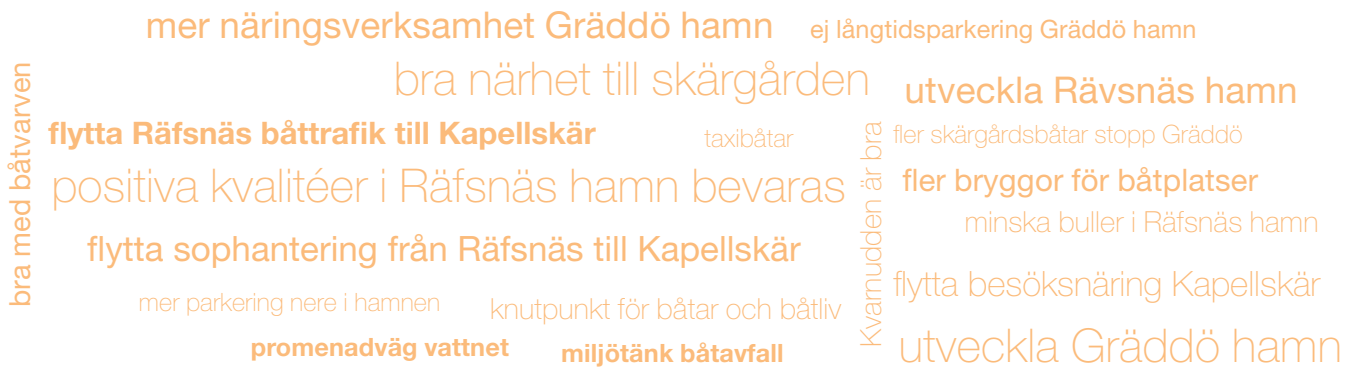 mer näringsverksamhet Gräddö hamn
ej långtidsparkering Gräddö hamn
bra med båtvarven
bra närhet till skärgården
utveckla Rävsnäs hamn
flytta Räfsnäs båttrafik till Kapellskär
taxibåtar
Kvarnudden är bra
fler skärgårdsbåtar stopp Gräddö
positiva kvalitéer i Räfsnäs hamn bevaras
fler bryggor för båtplatser
minska buller i Räfsnäs hamn
flytta sophantering från Räfsnäs till Kapellskär
flytta besöksnäring Kapellskär
mer parkering nere i hamnen
knutpunkt för båtar och båtliv
promenadväg vattnet
miljötänk båtavfall
utveckla Gräddö hamn